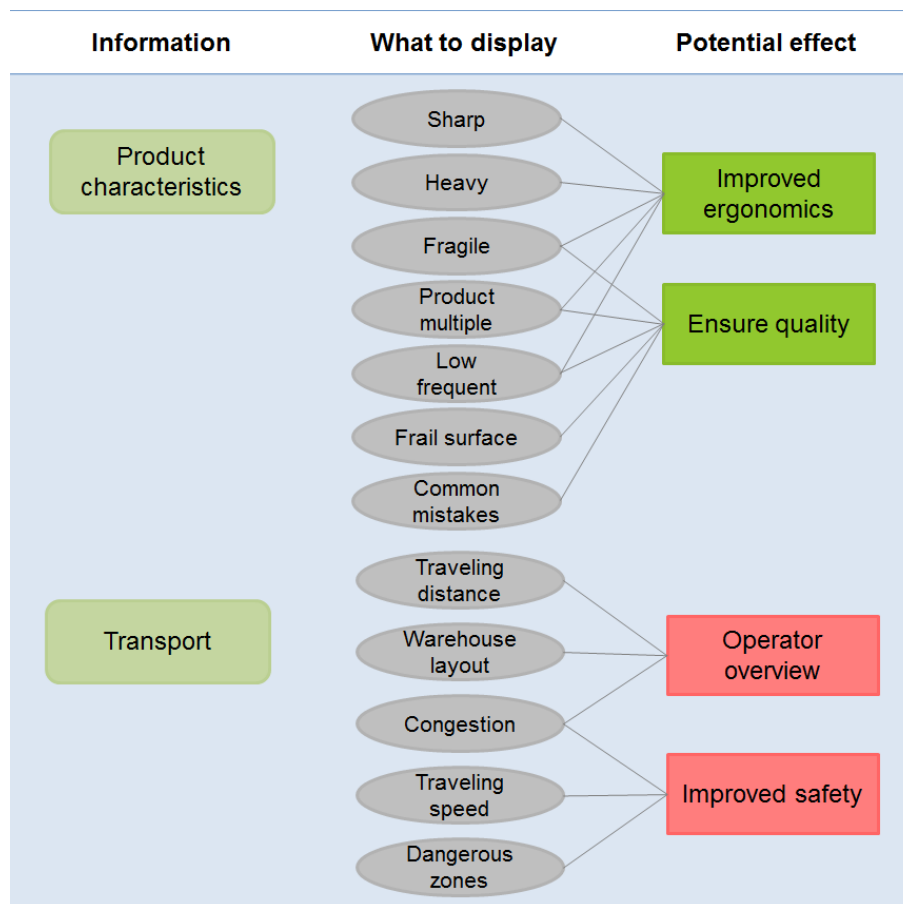 Information
What to display
Potential effect
Product
characteristics
Sharp
Heavy
Fragile
Product
multiple
Low
frequent
Frail surface
Common
mistakes
Improved
ergonomics
Ensure quality
Transport
Traveling
distance
Warehouse
layout
Congestion
Traveling
speed
Dangerous
zones
Operator
overview
Improved safety